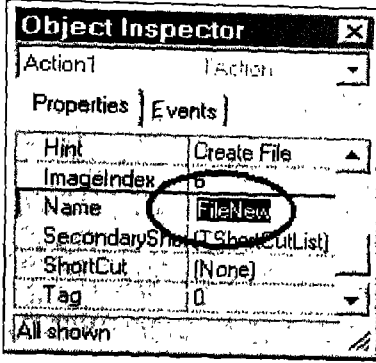 Object Inspector
Action1 TAction
Properties Events
Hint Create File
ImageIndex 6
Name FileNew
SecondaryShor (TShortCutList)
ShortCut (None)
Tag 0
All shown